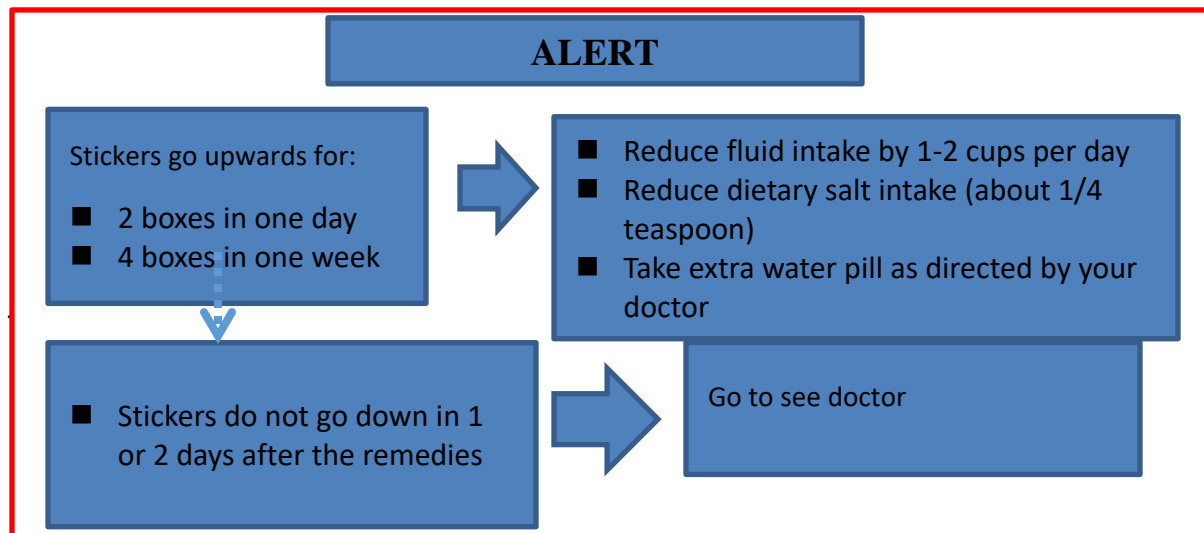 ALERT
Stickers go upwards for:
■ 2 boxes in one day
■ 4 boxes in one week
■ Reduce fluid intake by 1-2 cups per day
■ Reduce dietary salt intake (about 1/4
teaspoon)
■ Take extra water pill as directed by your
doctor
■ Stickers do not go down in 1
or 2 days after the remedies
Go to see doctor